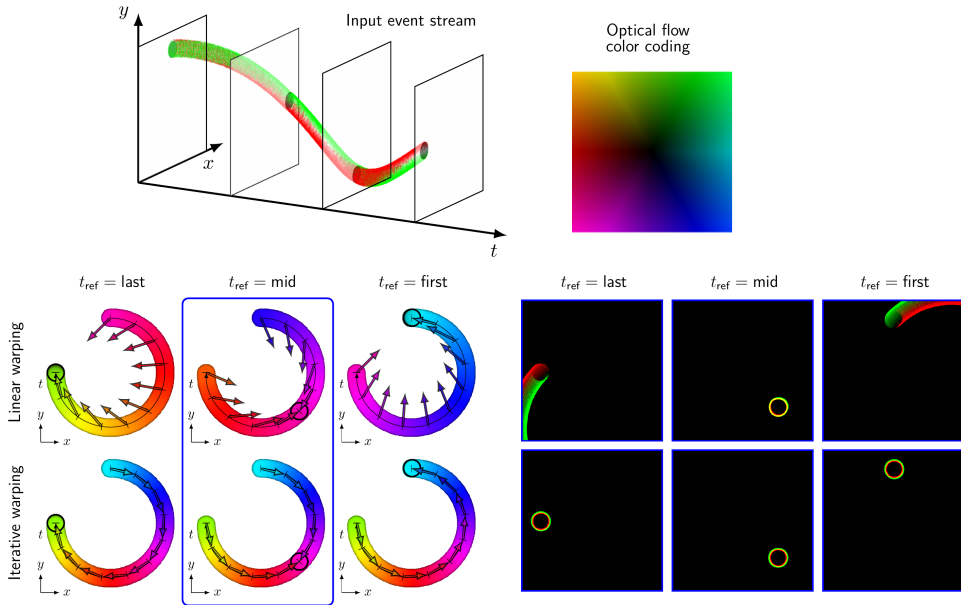 y
Input event stream
x
t
Optical flow
color coding
t_ref = last
t_ref = mid
t_ref = first
t_ref = last
t_ref = mid
t_ref = first
Linear warping
t
y
x
t
y
x
t
y
x
Iterative warping
t
y
x
t
y
x
t
y
x